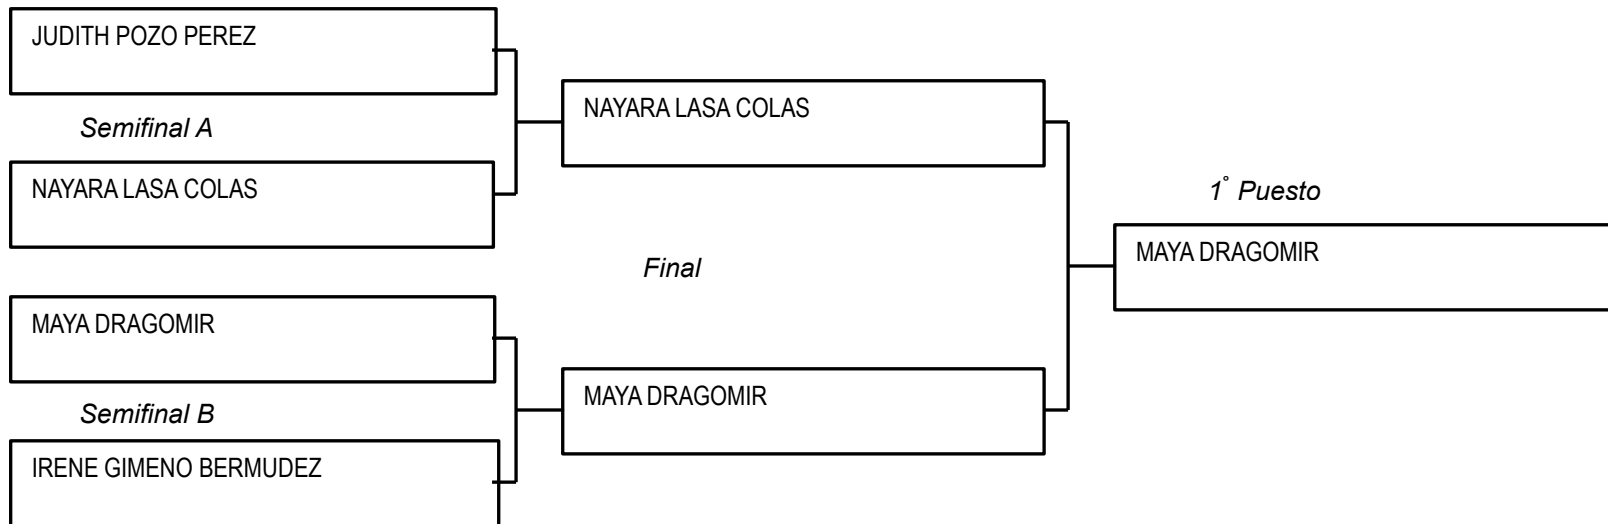 JUDITH POZO PEREZ
Semifinal A
NAYARA LASA COLAS
MAYA DRAGOMIR
Semifinal B
IRENE GIMENO BERMUDEZ
NAYARA LASA COLAS
Final
MAYA DRAGOMIR
1° Puesto
MAYA DRAGOMIR